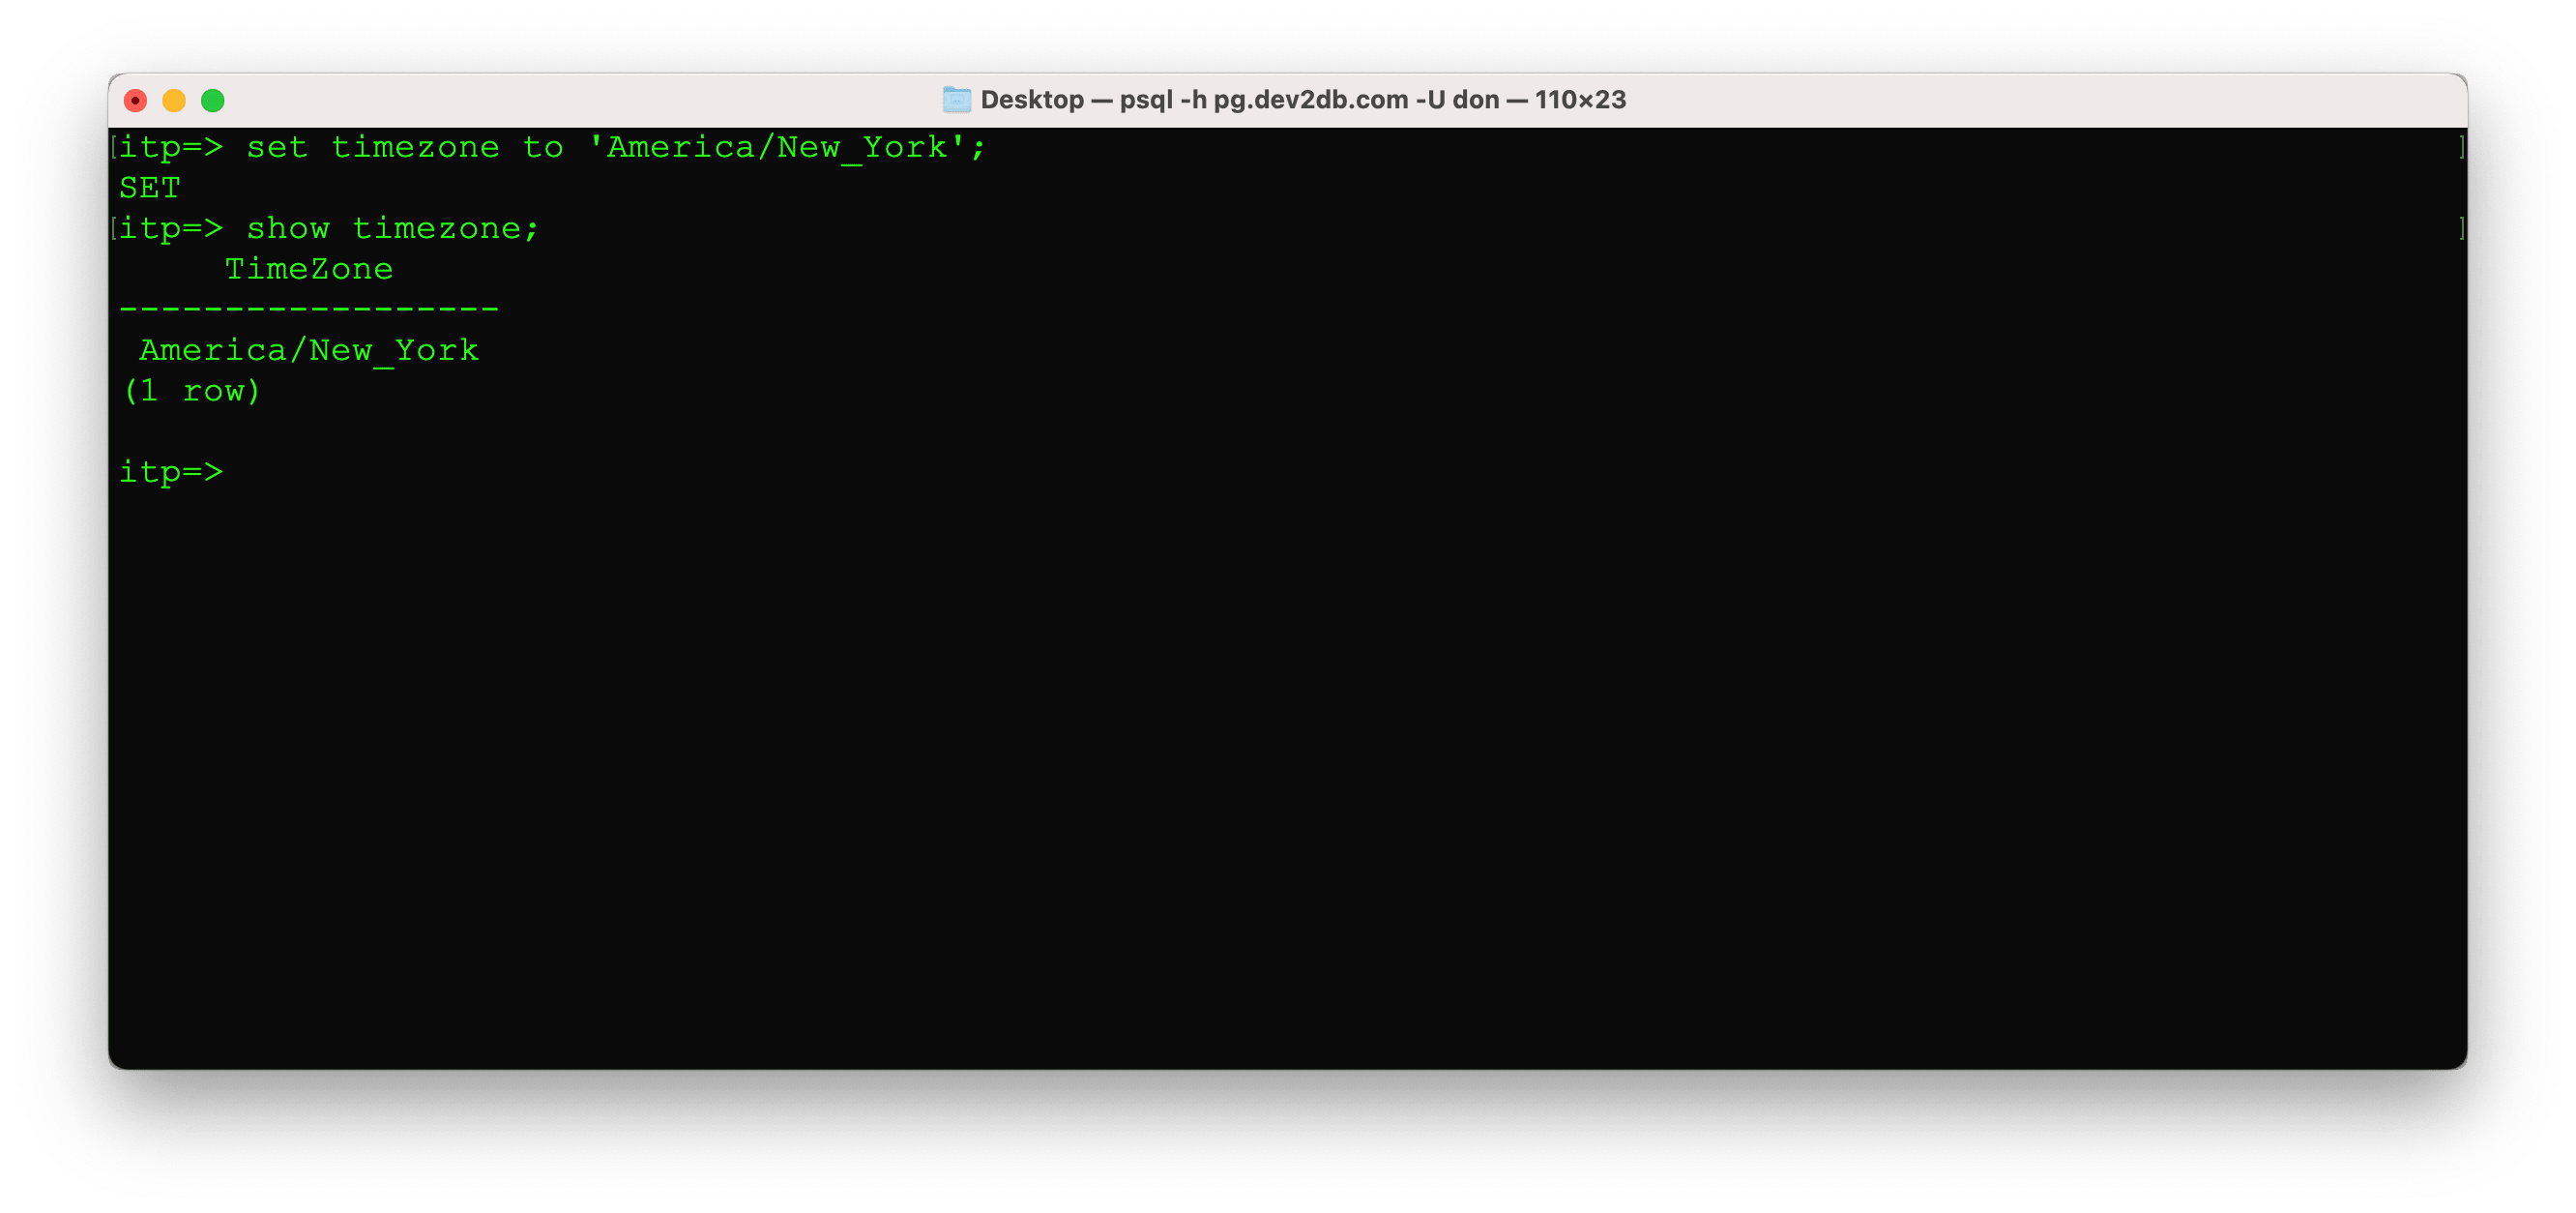 Desktop — psql -h pg.dev2db.com -U don — 110×23
[itp=> set timezone to 'America/New_York'; ]
SET
[itp=> show timezone; ]
     TimeZone
------------------
 America/New_York
(1 row)
itp=>